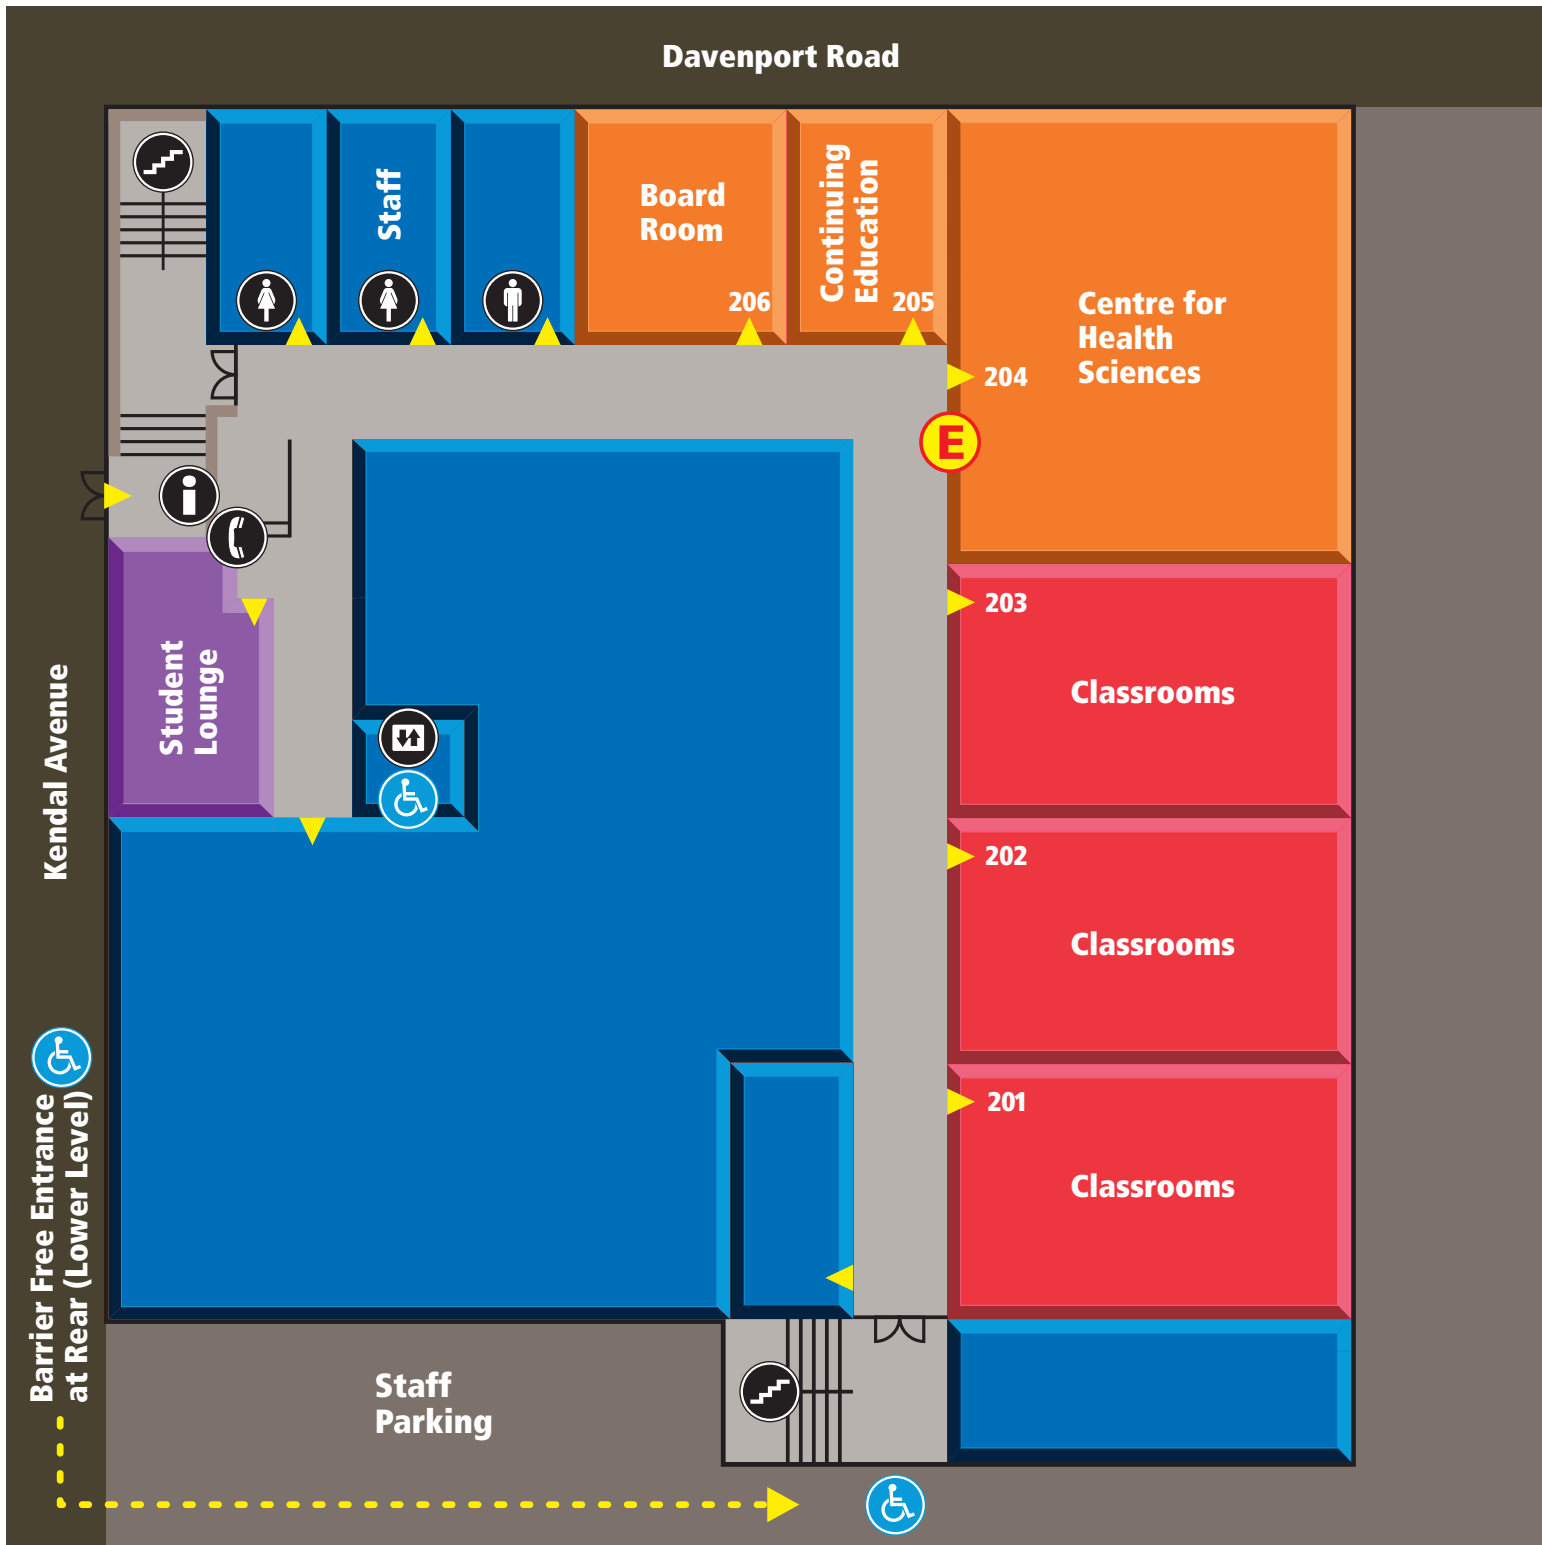 Davenport Road
Staff
Board
Room
206
Continuing
Education
205
Centre for
Health
Sciences
204
E
203
Classrooms
Student
Lounge
Kendal Avenue
202
Classrooms
201
Classrooms
Barrier Free Entrance
at Rear (Lower Level)
Staff
Parking